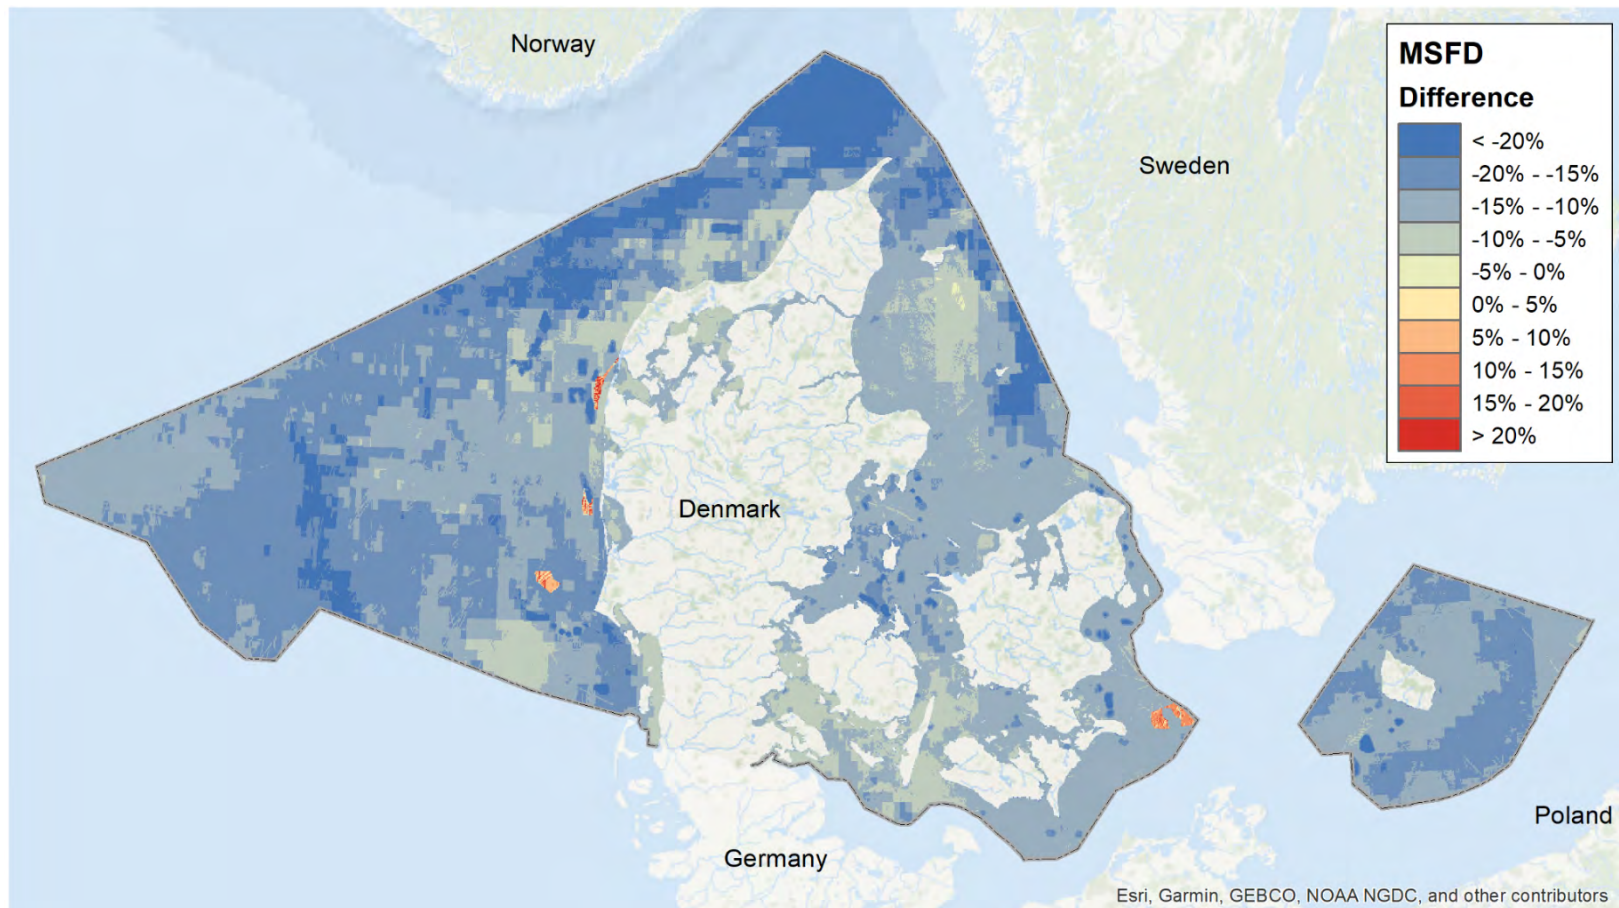 Norway
MSFD
Difference
< -20%
-20% - -15%
-15% - -10%
-10% - -5%
-5% - 0%
0% - 5%
5% - 10%
10% - 15%
15% - 20%
> 20%
Sweden
Denmark
Poland
Germany
Esri, Garmin, GEBCO, NOAA NGDC, and other contributors